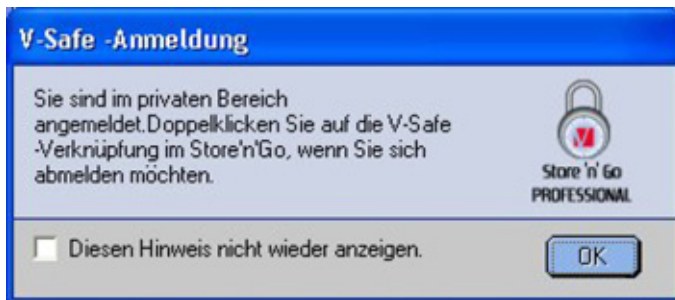 V-Safe -Anmeldung
Sie sind im privaten Bereich
angemeldet.Doppelklicken Sie auf die V-Safe
-Verknüpfung im Store'n'Go, wenn Sie sich
abmelden möchten.
Store 'n' Go
PROFESSIONAL
Diesen Hinweis nicht wieder anzeigen.
OK